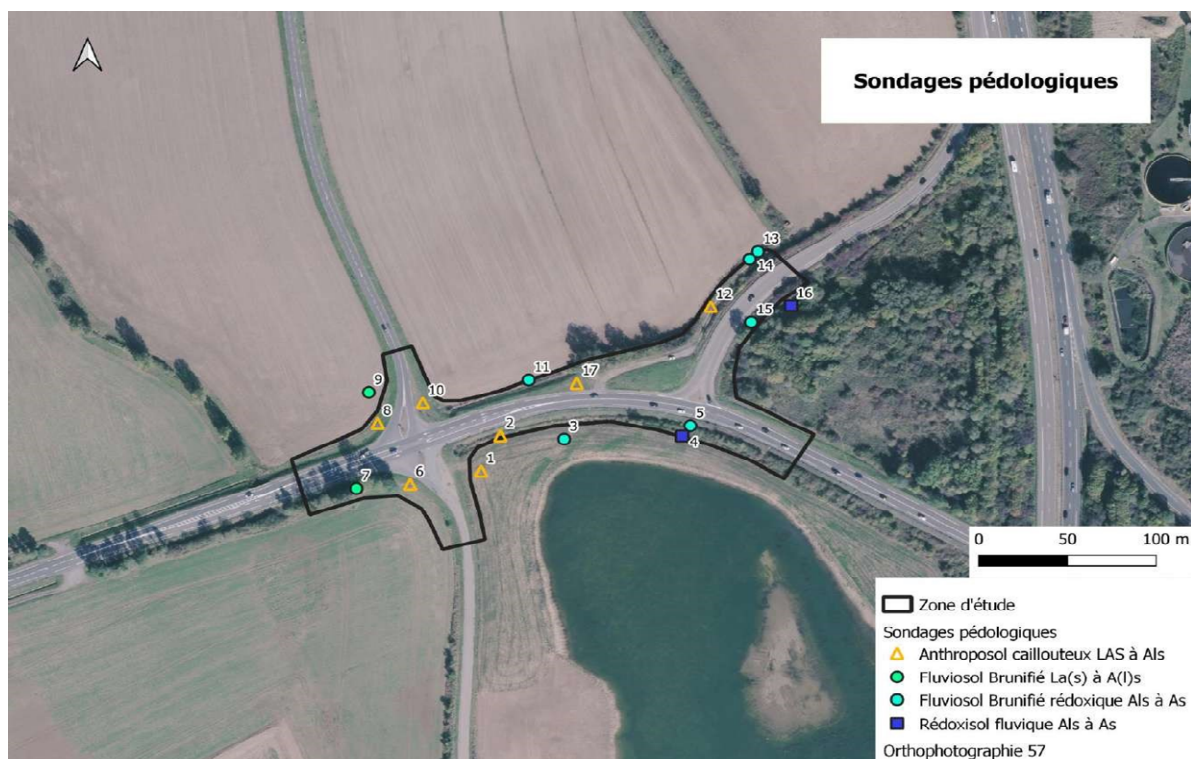 Sondages pédologiques
13
14
12
16
15
11
17
9
10
8
5
2
3
4
1
7
6
0 50 100 m
Zone d'étude
Sondages pédologiques
Anthroposol caillouteux LAS à Als
Fluviosol Brunifié La(s) à A(l)s
Fluviosol Brunifié rédoxique Als à As
Rédoxisol fluvique Als à As
Orthophotographie 57